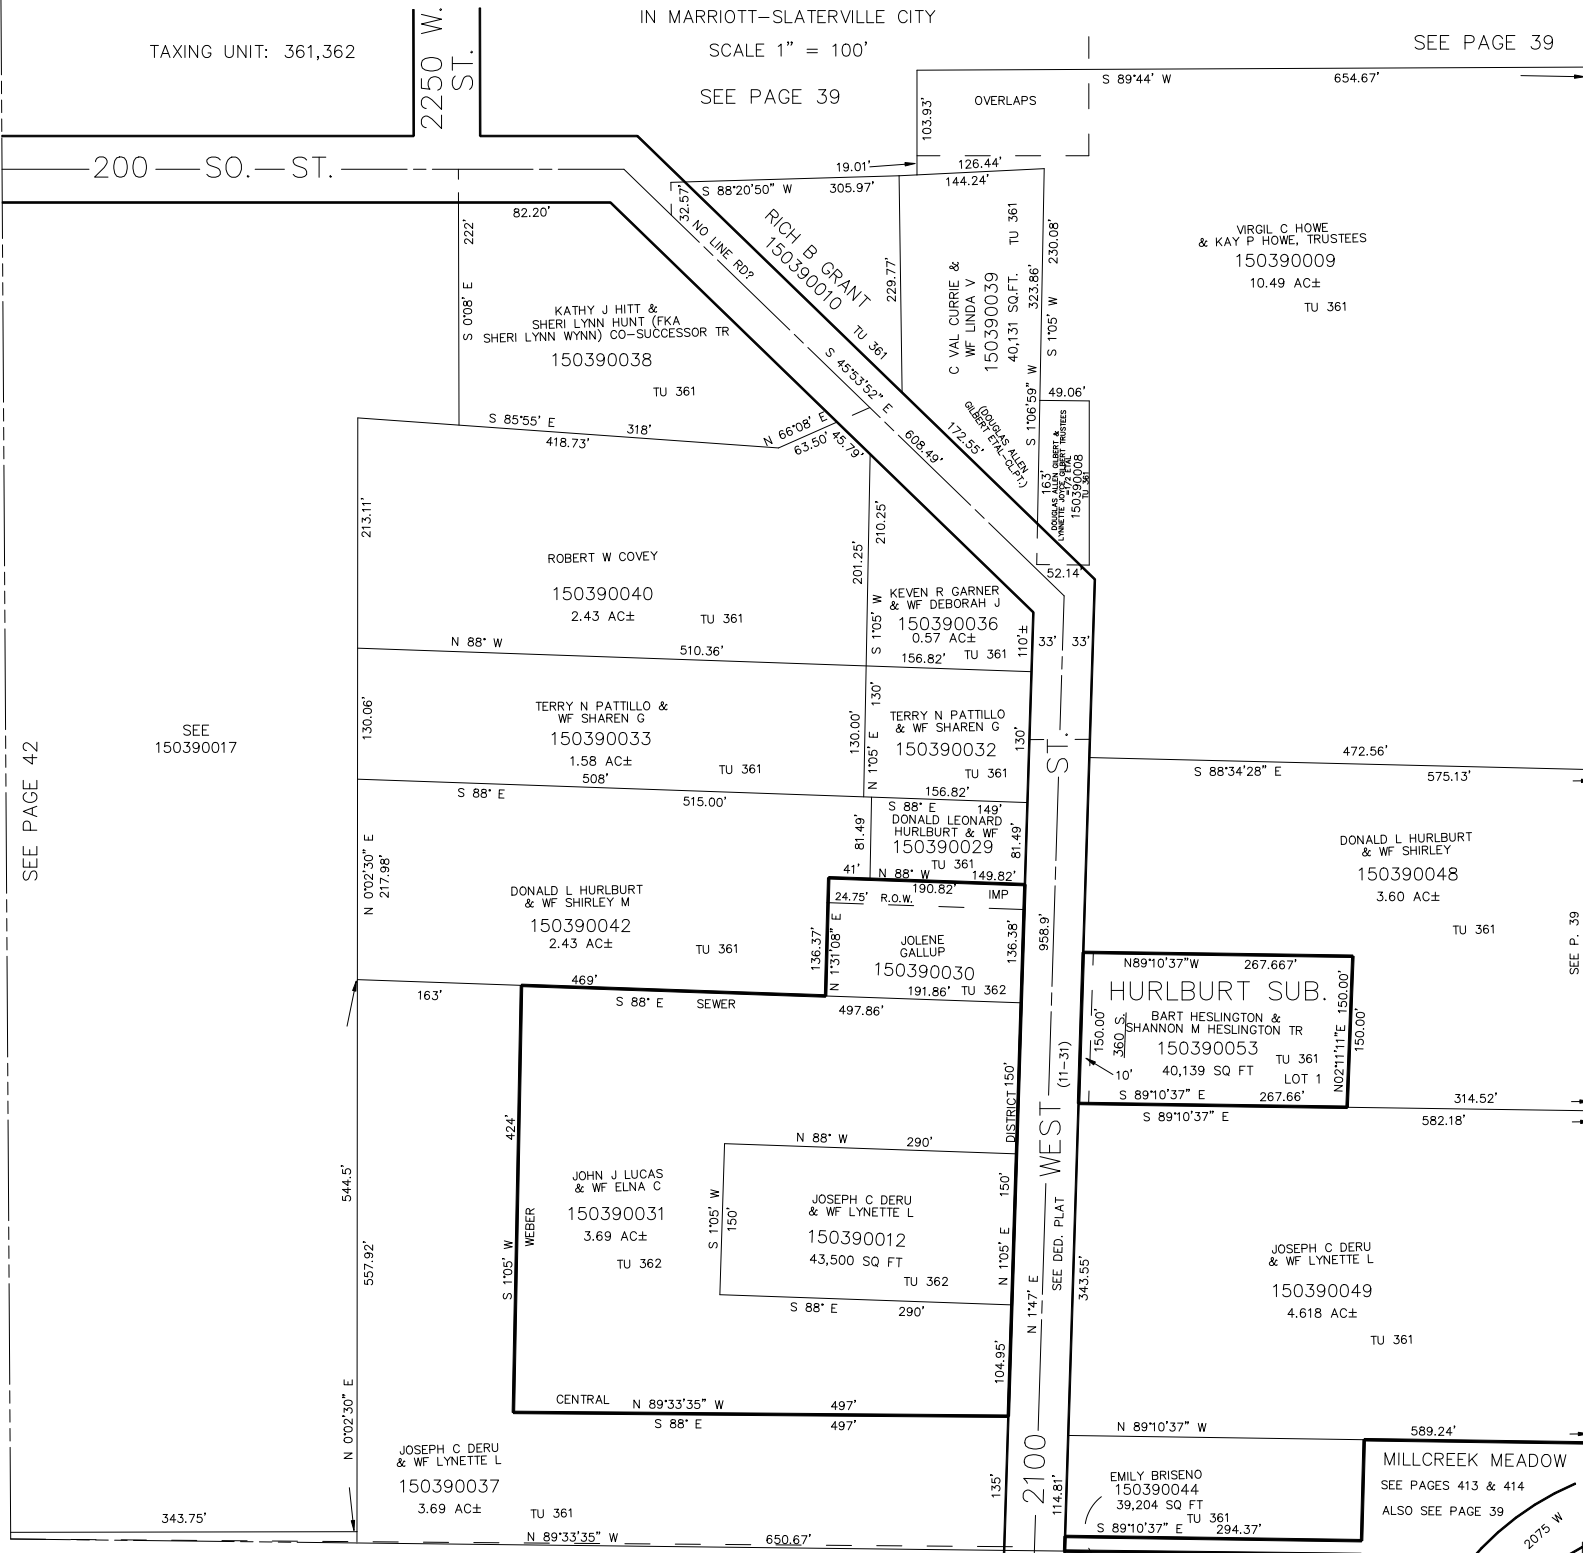 IN MARRIOTT-SLATERVILLE CITY
TAXING UNIT: 361,362
SCALE 1" = 100'
SEE PAGE 39
SEE PAGE 39
2250 W.
ST.
S 89°44' W
654.67'
OVERLAPS
103.93'
200 SO. ST.
19.01'
126.44'
144.24'
S 88°20'50" W
305.97'
32.57'
NO LINE RD?
82.20'
222'
S 0°08' E
RICH B GRANT
150390010
TU 361
229.77'
C VAL CURRIE &
WF LINDA V
150390039
40,131 SQ.FT.
TU 361
323.86'
S 1°06'59" W
230.08'
S 1°05' W
VIRGIL C HOWE
& KAY P HOWE, TRUSTEES
150390009
10.49 AC±
TU 361
KATHY J HITT &
SHERI LYNN HUNT (FKA
SHERI LYNN WYNN) CO-SUCCESSOR TR
150390038
TU 361
S 45°53'52" E
608.49'
172.55'
(DOUGLAS ALLEN
GILBERT ETAL-CL.PT.)
49.06'
163'
DOUGLAS ALLEN GILBERT &
LYNNETTE JOYCE GILBERT TRUSTEES
=1/2 ETAL
150390008
TU 361
52.14'
S 85°55' E
318'
418.73'
N 66°08' E
63.50'
45.79'
213.11'
ROBERT W COVEY
150390040
2.43 AC±
TU 361
210.25'
201.25'
S 1°05' W
KEVEN R GARNER
& WF DEBORAH J
150390036
0.57 AC±
TU 361
110'±
33'
33'
N 88° W
510.36'
156.82'
130.06'
TERRY N PATTILLO &
WF SHAREN G
150390033
1.58 AC±
TU 361
508'
130.00'
130'
N 1°05' E
TERRY N PATTILLO
& WF SHAREN G
150390032
TU 361
130'
156.82'
SEE
150390017
SEE PAGE 42
S 88° E
515.00'
S 88° E
149'
DONALD LEONARD
HURLBURT & WF
150390029
TU 361
81.49'
81.49'
41'
N 88° W
149.82'
190.82'
24.75'
R.O.W.
IMP
N 0°02'30" E
217.98'
DONALD L HURLBURT
& WF SHIRLEY M
150390042
2.43 AC±
TU 361
136.37'
N 1°31'08" E
JOLENE
GALLUP
150390030
191.86'
TU 362
136.38'
958.9'
472.56'
S 88°34'28" E
575.13'
DONALD L HURLBURT
& WF SHIRLEY
150390048
3.60 AC±
TU 361
SEE P. 39
163'
469'
S 88° E
SEWER
497.86'
N89°10'37"W
267.667'
HURLBURT SUB.
BART HESLINGTON &
SHANNON M HESLINGTON TR
150390053
TU 361
40,139 SQ FT
LOT 1
150.00'
360 S.
10'
N02°11'11"E
150.00'
150.00'
S 89°10'37" E
267.66'
314.52'
S 89°10'37" E
582.18'
(11-31)
DISTRICT
150'
424'
S 1°05' W
WEBER
JOHN J LUCAS
& WF ELNA C
150390031
3.69 AC±
TU 362
N 88° W
290'
S 1°05' W
150'
JOSEPH C DERU
& WF LYNETTE L
150390012
43,500 SQ FT
TU 362
S 88° E
290'
150'
N 1°05' E
544.5'
557.92'
N 0°02'30" E
104.95'
N 1°47' E
SEE DED. PLAT
343.55'
2100 WEST ST.
JOSEPH C DERU
& WF LYNETTE L
150390049
4.618 AC±
TU 361
CENTRAL
N 89°33'35" W
497'
S 88° E
497'
N 89°10'37" W
589.24'
JOSEPH C DERU
& WF LYNETTE L
150390037
3.69 AC±
TU 361
343.75'
N 89°33'35" W
650.67'
135'
114.81'
EMILY BRISENO
150390044
39,204 SQ FT
TU 361
S 89°10'37" E
294.37'
MILLCREEK MEADOW
SEE PAGES 413 & 414
ALSO SEE PAGE 39
2075 W